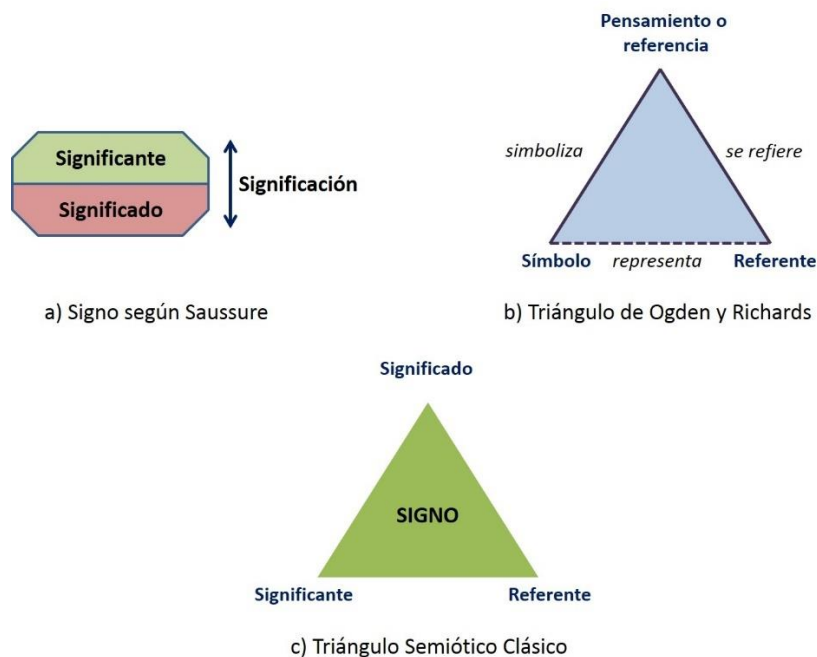 Significante
Significado
Significación
a) Signo según Saussure
Pensamiento o
referencia
simboliza
se refiere
Símbolo
representa
Referente
b) Triángulo de Ogden y Richards
Significado
SIGNO
Significante
Referente
c) Triángulo Semiótico Clásico